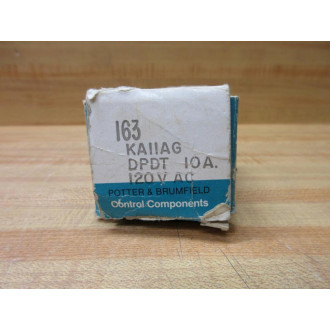 163
KA11AG
DPDT 10A.
120V AC
POTTER & BRUMFIELD
Control Components